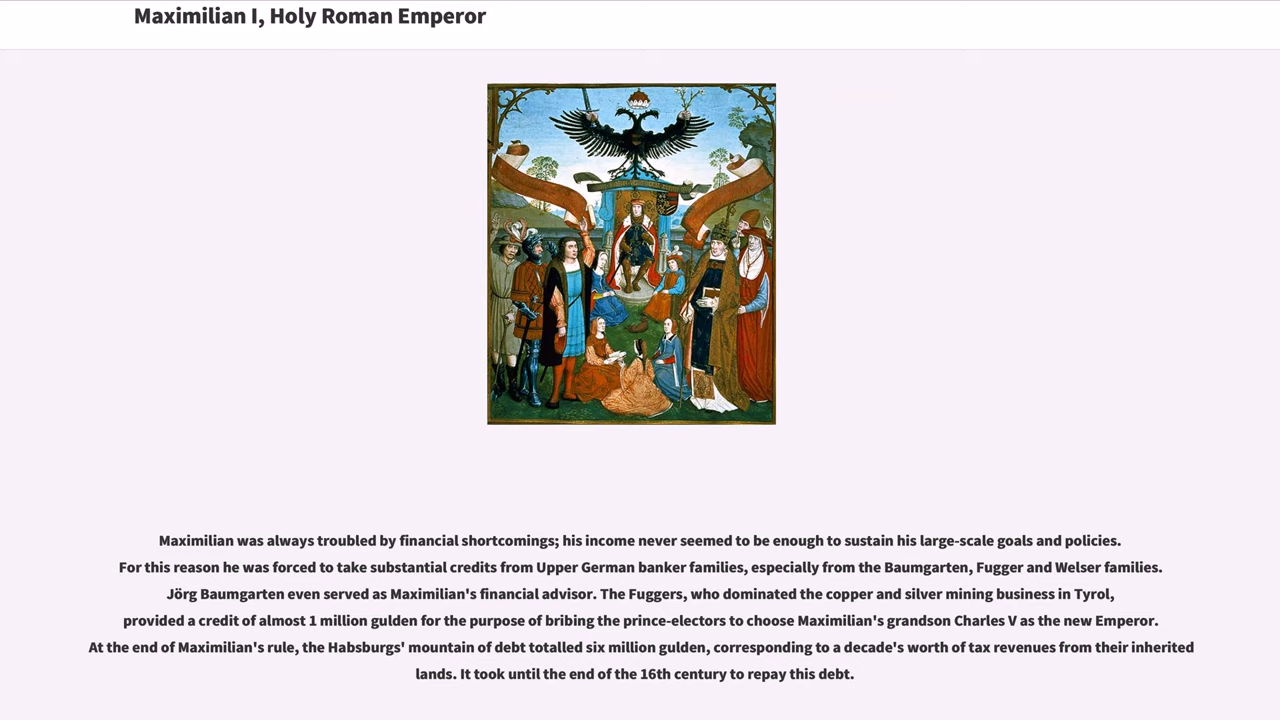 Maximilian I, Holy Roman Emperor
Maximilian was always troubled by financial shortcomings; his income never seemed to be enough to sustain his large-scale goals and policies.
For this reason he was forced to take substantial credits from Upper German banker families, especially from the Baumgarten, Fugger and Welser families.
Jörg Baumgarten even served as Maximilian's financial advisor. The Fuggers, who dominated the copper and silver mining business in Tyrol,
provided a credit of almost 1 million gulden for the purpose of bribing the prince-electors to choose Maximilian's grandson Charles V as the new Emperor.
At the end of Maximilian's rule, the Habsburgs' mountain of debt totalled six million gulden, corresponding to a decade's worth of tax revenues from their inherited
lands. It took until the end of the 16th century to repay this debt.